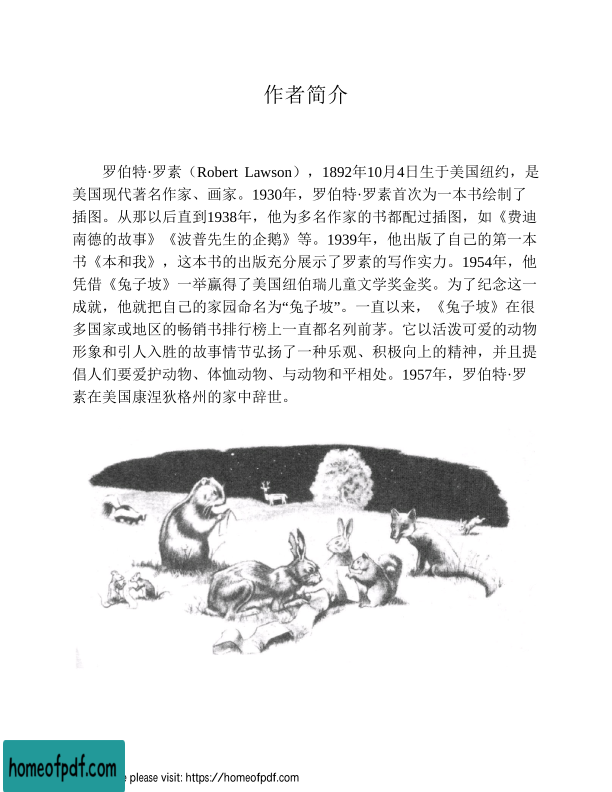 作者简介
罗伯特·罗素（Robert Lawson），1892年10月4日生于美国纽约，是
美国现代著名作家、画家。1930年，罗伯特·罗素首次为一本书绘制了
插图。从那以后直到1938年，他为多名作家的书都配过插图，如《费迪
南德的故事》《波普先生的企鹅》等。1939年，他出版了自己的第一本
书《本和我》，这本书的出版充分展示了罗素的写作实力。1954年，他
凭借《兔子坡》一举赢得了美国纽伯瑞儿童文学奖金奖。为了纪念这一
成就，他就把自己的家园命名为“兔子坡”。一直以来，《兔子坡》在很
多国家或地区的畅销书排行榜上一直都名列前茅。它以活泼可爱的动物
形象和引人入胜的故事情节弘扬了一种乐观、积极向上的精神，并且提
倡人们要爱护动物、体恤动物、与动物和平相处。1957年，罗伯特·罗
素在美国康涅狄格州的家中辞世。
homeofpdf.com
e please visit: https://homeofpdf.com